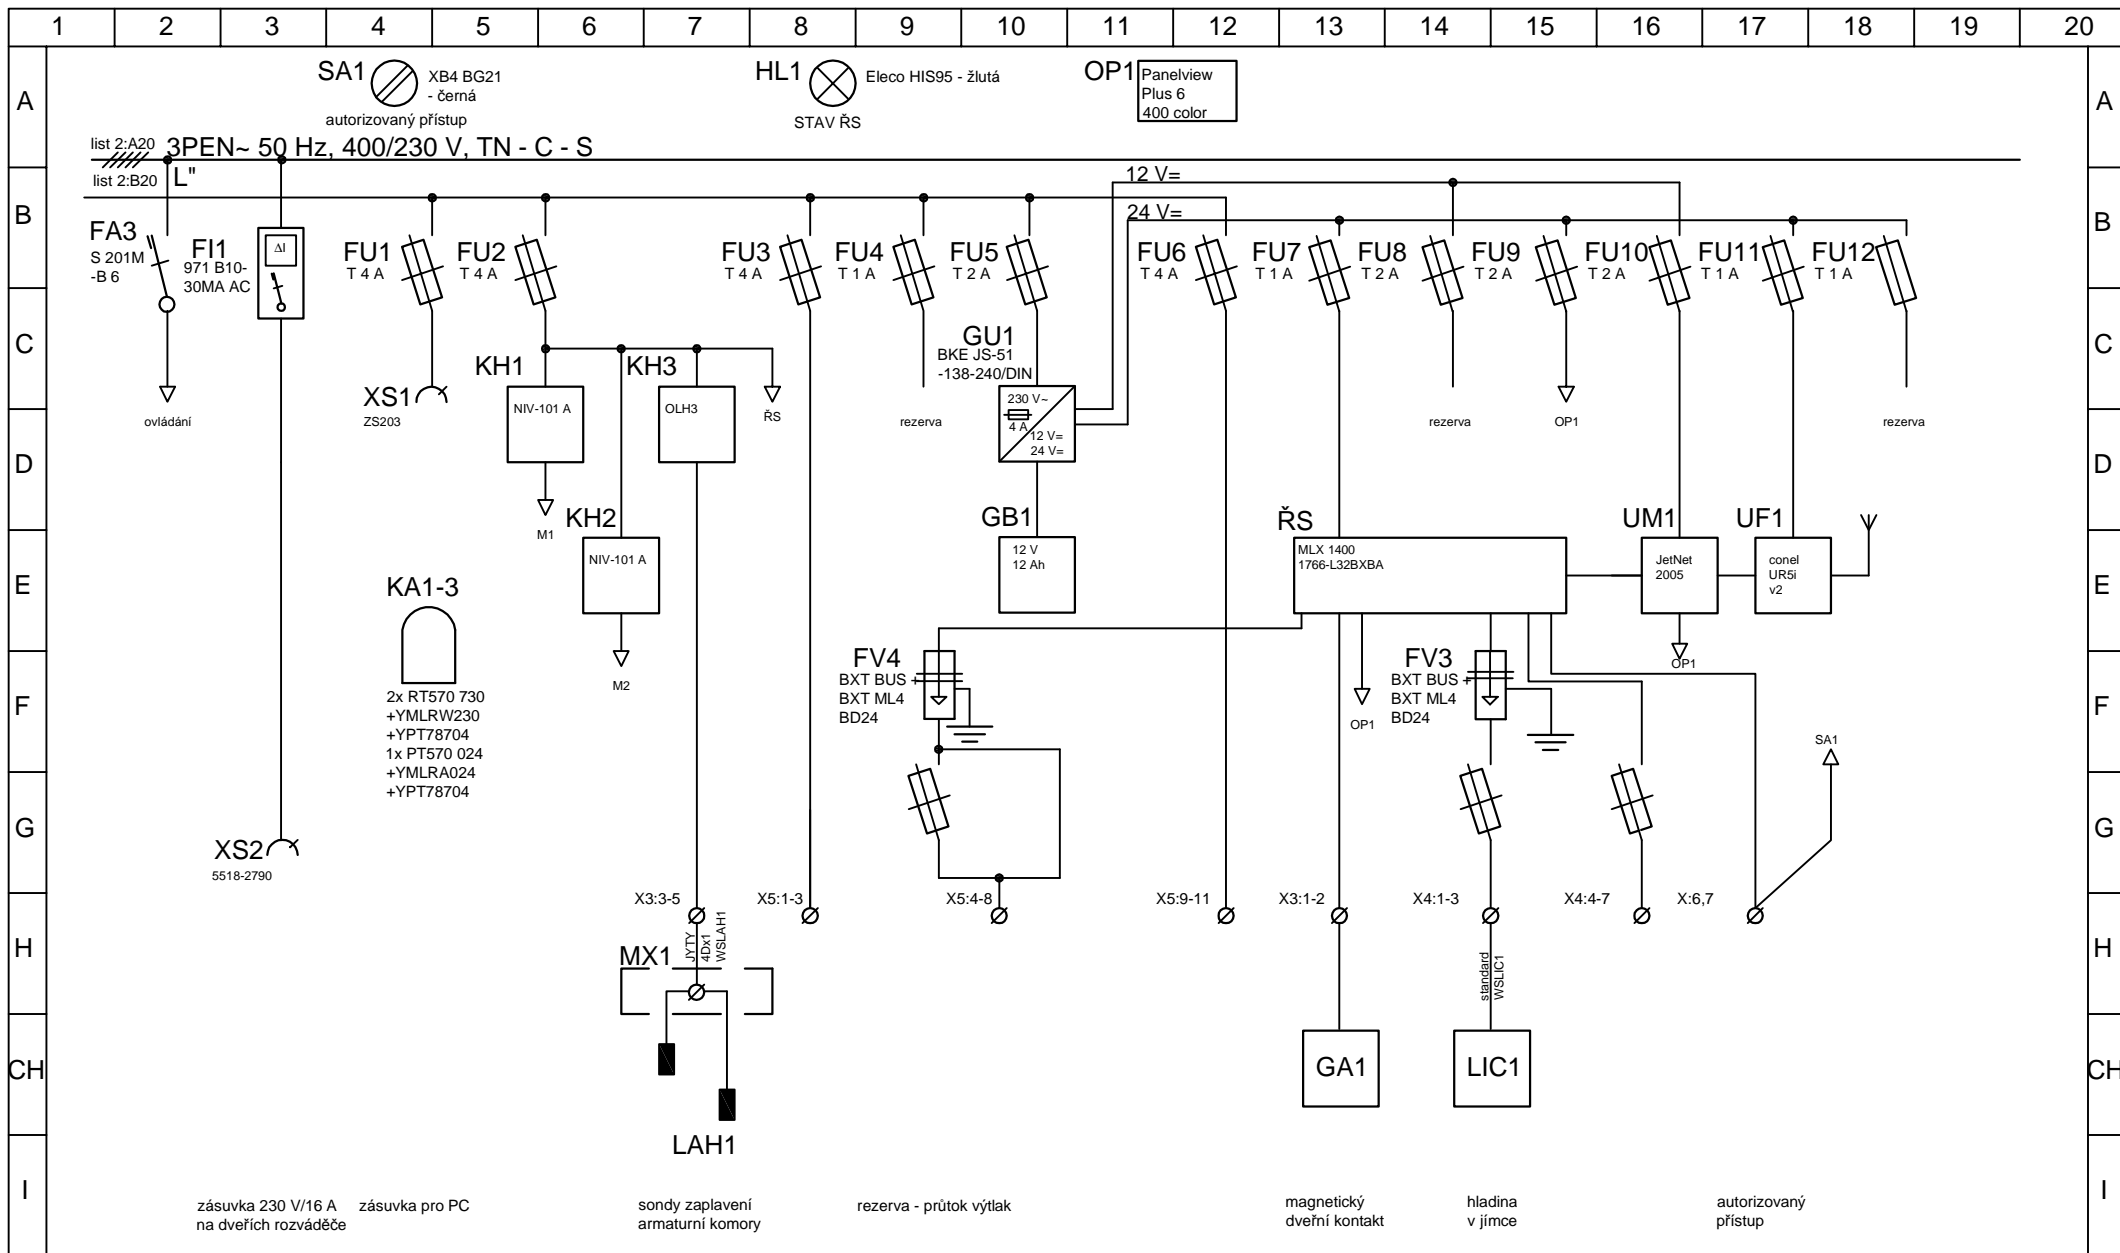 1 2 3 4 5 6 7 8 9 10 11 12 13 14 15 16 17 18 19 20
A
SA1
XB4 BG21
- černá
autorizovaný přístup
HL1
Eleco HIS95 - žlutá
STAV ŘS
OP1
Panelview
Plus 6
400 color
A
list 2:A20
3PEN~ 50 Hz, 400/230 V, TN - C - S
list 2:B20
L"
12 V=
24 V=
B
FA3
S 201M
-B 6
FI1
971 B10-
30MA AC
ΔI
FU1
T 4 A
FU2
T 4 A
FU3
T 4 A
FU4
T 1 A
FU5
T 2 A
FU6
T 4 A
FU7
T 1 A
FU8
T 2 A
FU9
T 2 A
FU10
T 2 A
FU11
T 1 A
FU12
T 1 A
B
C
ovládání
XS1
ZS203
KH1
NIV-101 A
KH3
OLH3
ŘS
rezerva
GU1
BKE JS-51
-138-240/DIN
230 V~
4 A
12 V=
24 V=
rezerva
OP1
rezerva
C
D
M1
KH2
NIV-101 A
M2
GB1
12 V
12 Ah
ŘS
MLX 1400
1766-L32BXBA
UM1
JetNet
2005
OP1
UF1
conel
UR5i
v2
D
E
KA1-3
2x RT570 730
+YMLRW230
+YPT78704
1x PT570 024
+YMLRA024
+YPT78704
E
F
FV4
BXT BUS +
BXT ML4
BD24
OP1
FV3
BXT BUS +
BXT ML4
BD24
SA1
F
G
XS2
5518-2790
G
X3:3-5
X5:1-3
X5:4-8
X5:9-11
X3:1-2
X4:1-3
X4:4-7
X:6,7
H
MX1
JYTY
4Dx1
WSLAH1
standard
WSLIC1
H
CH
GA1
LIC1
CH
LAH1
I
zásuvka 230 V/16 A
na dveřích rozváděče
zásuvka pro PC
sondy zaplavení
armaturní komory
rezerva - průtok výtlak
magnetický
dveřní kontakt
hladina
v jímce
autorizovaný
přístup
I